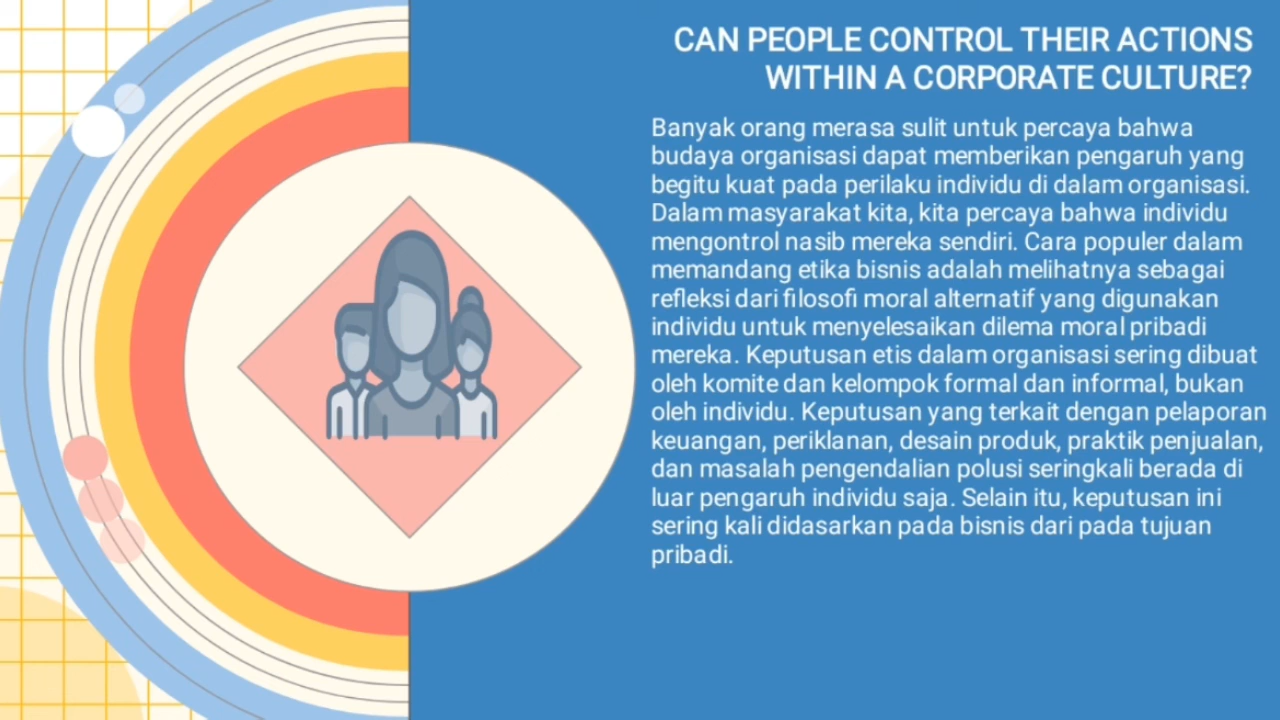 CAN PEOPLE CONTROL THEIR ACTIONS
WITHIN A CORPORATE CULTURE?
Banyak orang merasa sulit untuk percaya bahwa
budaya organisasi dapat memberikan pengaruh yang
begitu kuat pada perilaku individu di dalam organisasi.
Dalam masyarakat kita, kita percaya bahwa individu
mengontrol nasib mereka sendiri. Cara populer dalam
memandang etika bisnis adalah melihatnya sebagai
refleksi dari filosofi moral alternatif yang digunakan
individu untuk menyelesaikan dilema moral pribadi
mereka. Keputusan etis dalam organisasi sering dibuat
oleh komite dan kelompok formal dan informal, bukan
oleh individu. Keputusan yang terkait dengan pelaporan
keuangan, periklanan, desain produk, praktik penjualan,
dan masalah pengendalian polusi seringkali berada di
luar pengaruh individu saja. Selain itu, keputusan ini
sering kali didasarkan pada bisnis dari pada tujuan
pribadi.